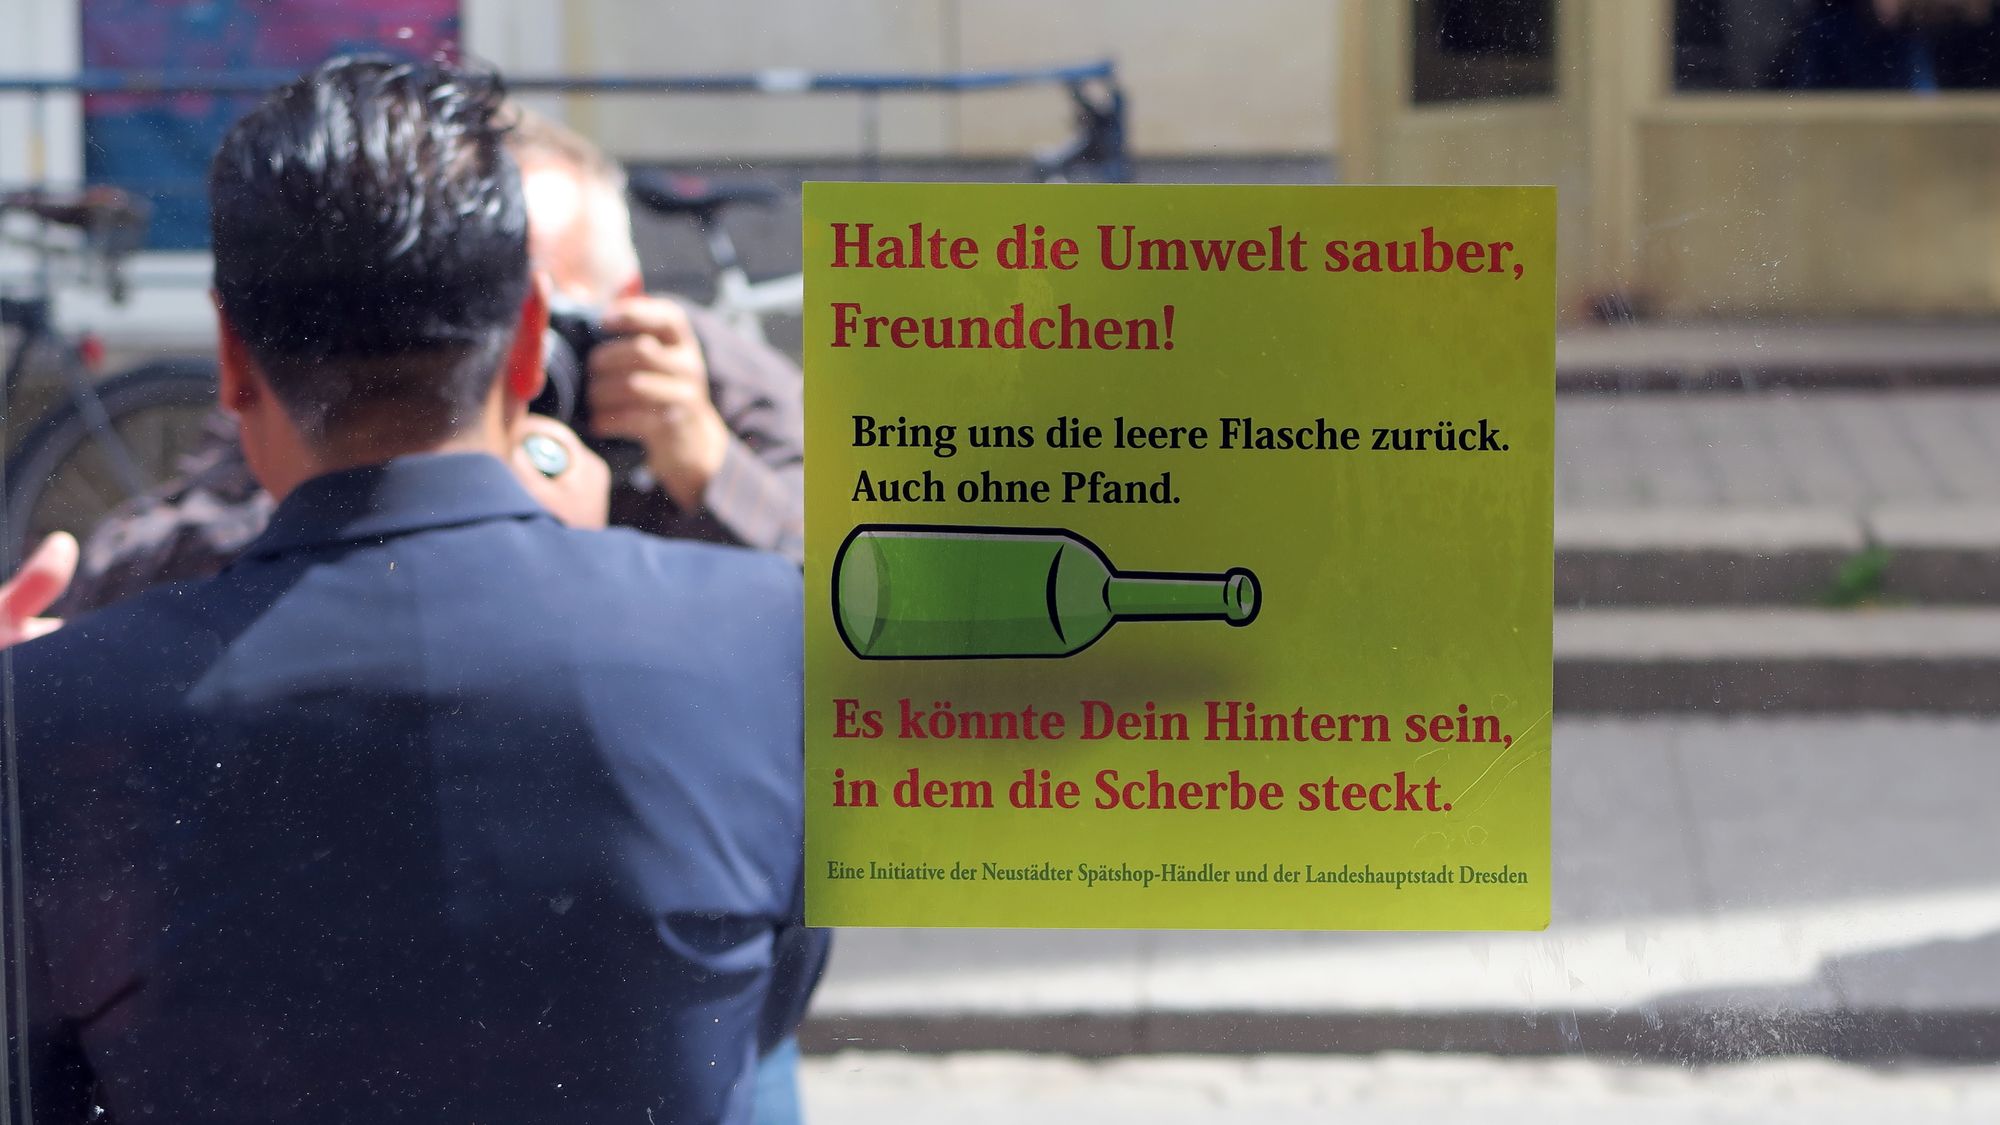 Halte die Umwelt sauber,
Freundchen!
Bring uns die leere Flasche zurück.
Auch ohne Pfand.
Es könnte Dein Hintern sein,
in dem die Scherbe steckt.
Eine Initiative der Neustädter Spätshop-Händler und der Landeshauptstadt Dresden